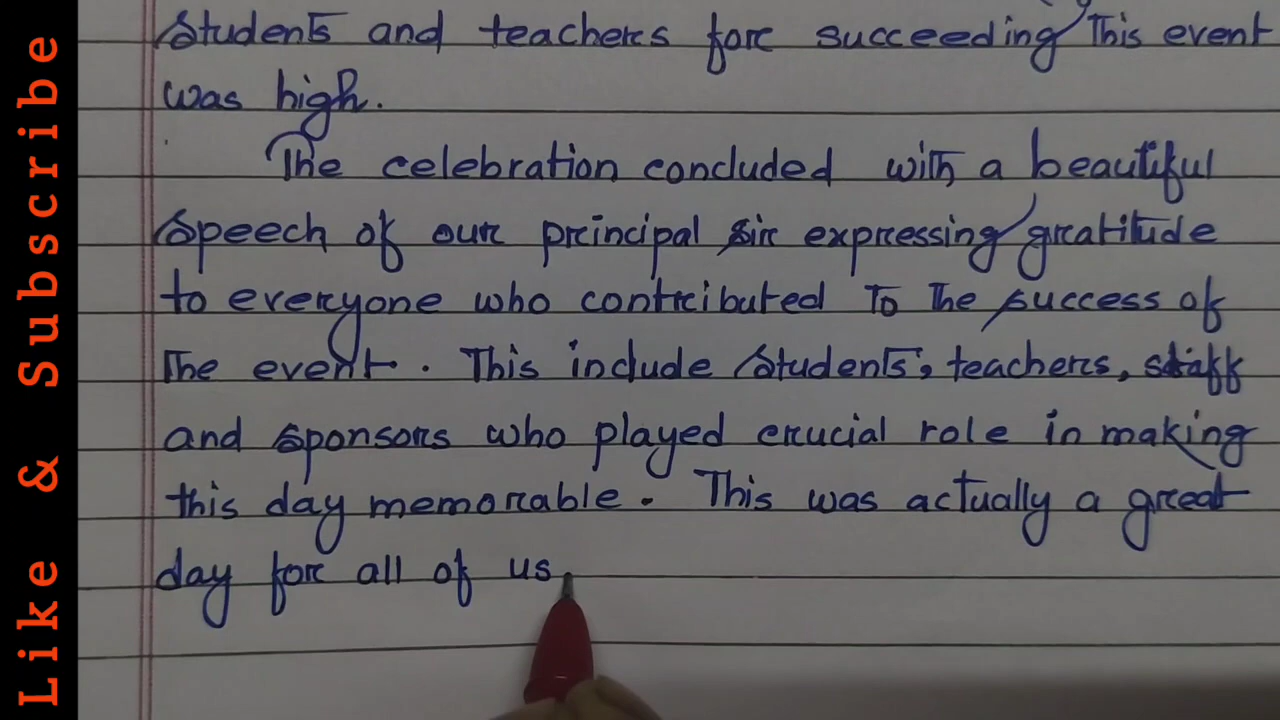 Like & Subscribe
students and teachers for succeeding This event
was high.
The celebration concluded with a beautiful
speech of our principal sir expressing gratitude
to everyone who contributed To The success of
The event. This include students, teachers, staff
and sponsors who played crucial role in making
this day memorable. This was actually a great
day for all of us